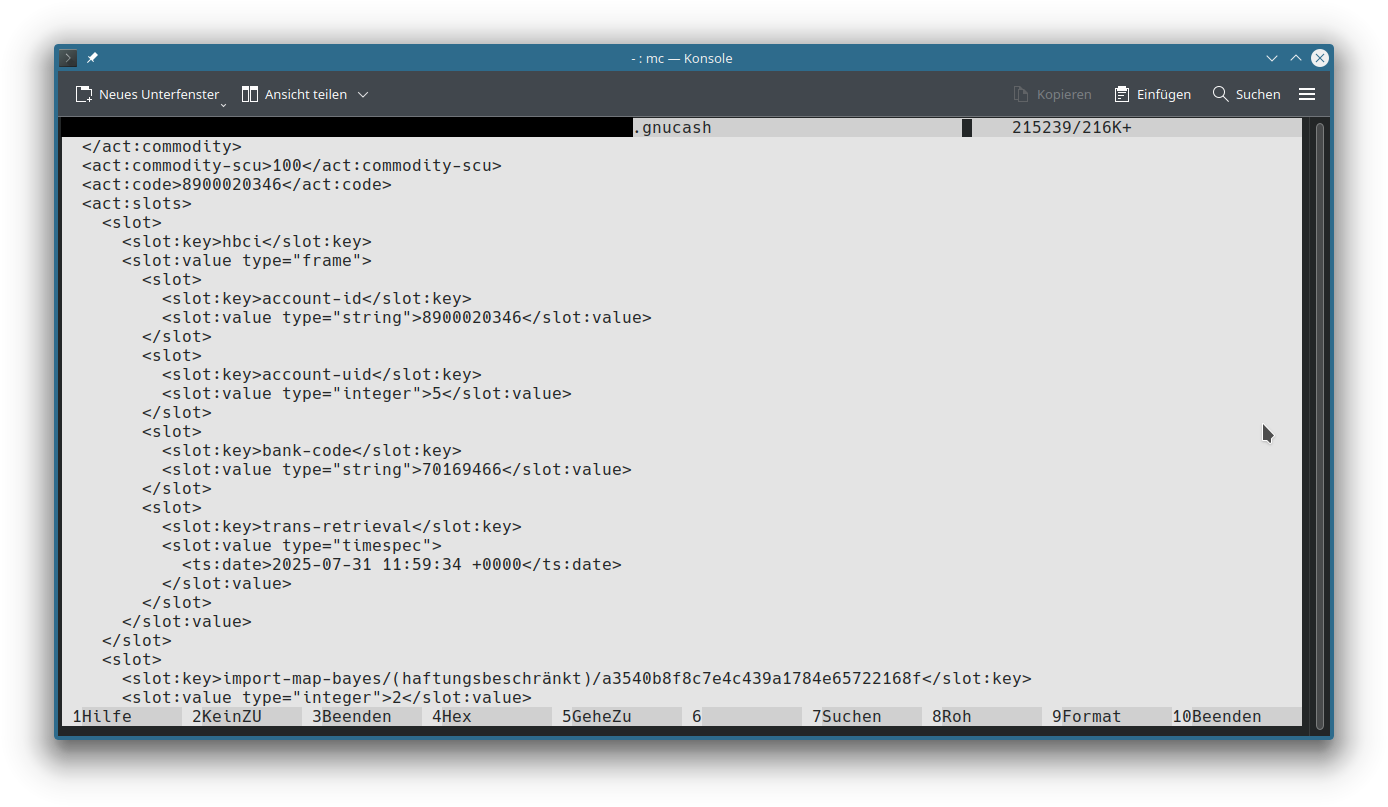 - : mc — Konsole
Neues Unterfenster Ansicht teilen Kopieren Einfügen Suchen
.gnucash 215239/216K+
</act:commodity>
<act:commodity-scu>100</act:commodity-scu>
<act:code>8900020346</act:code>
<act:slots>
<slot>
<slot:key>hbci</slot:key>
<slot:value type="frame">
<slot>
<slot:key>account-id</slot:key>
<slot:value type="string">8900020346</slot:value>
</slot>
<slot>
<slot:key>account-uid</slot:key>
<slot:value type="integer">5</slot:value>
</slot>
<slot>
<slot:key>bank-code</slot:key>
<slot:value type="string">70169466</slot:value>
</slot>
<slot>
<slot:key>trans-retrieval</slot:key>
<slot:value type="timespec">
<ts:date>2025-07-31 11:59:34 +0000</ts:date>
</slot:value>
</slot>
</slot:value>
</slot>
<slot>
<slot:key>import-map-bayes/(haftungsbeschränkt)/a3540b8f8c7e4c439a1784e65722168f</slot:key>
<slot:value type="integer">2</slot:value>
1Hilfe 2KeinZU 3Beenden 4Hex 5GeheZu 6 7Suchen 8Roh 9Format 10Beenden